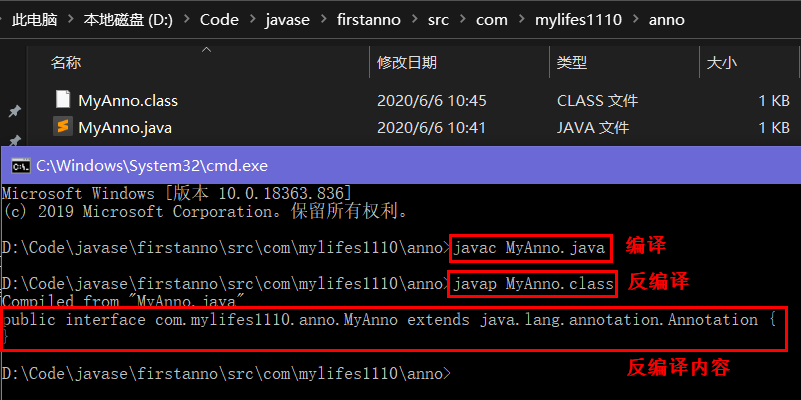 此电脑 › 本地磁盘 (D:) › Code › javase › firstanno › src › com › mylifes1110 › anno
名称 修改日期 类型 大小
MyAnno.class 2020/6/6 10:45 CLASS 文件 1 KB
MyAnno.java 2020/6/6 10:41 JAVA 文件 1 KB
C:\Windows\System32\cmd.exe
Microsoft Windows [版本 10.0.18363.836]
(c) 2019 Microsoft Corporation。保留所有权利。
D:\Code\javase\firstanno\src\com\mylifes1110\anno>javac MyAnno.java 编译
D:\Code\javase\firstanno\src\com\mylifes1110\anno>javap MyAnno.class 反编译
Compiled from "MyAnno.java"
public interface com.mylifes1110.anno.MyAnno extends java.lang.annotation.Annotation {
}
反编译内容
D:\Code\javase\firstanno\src\com\mylifes1110\anno>